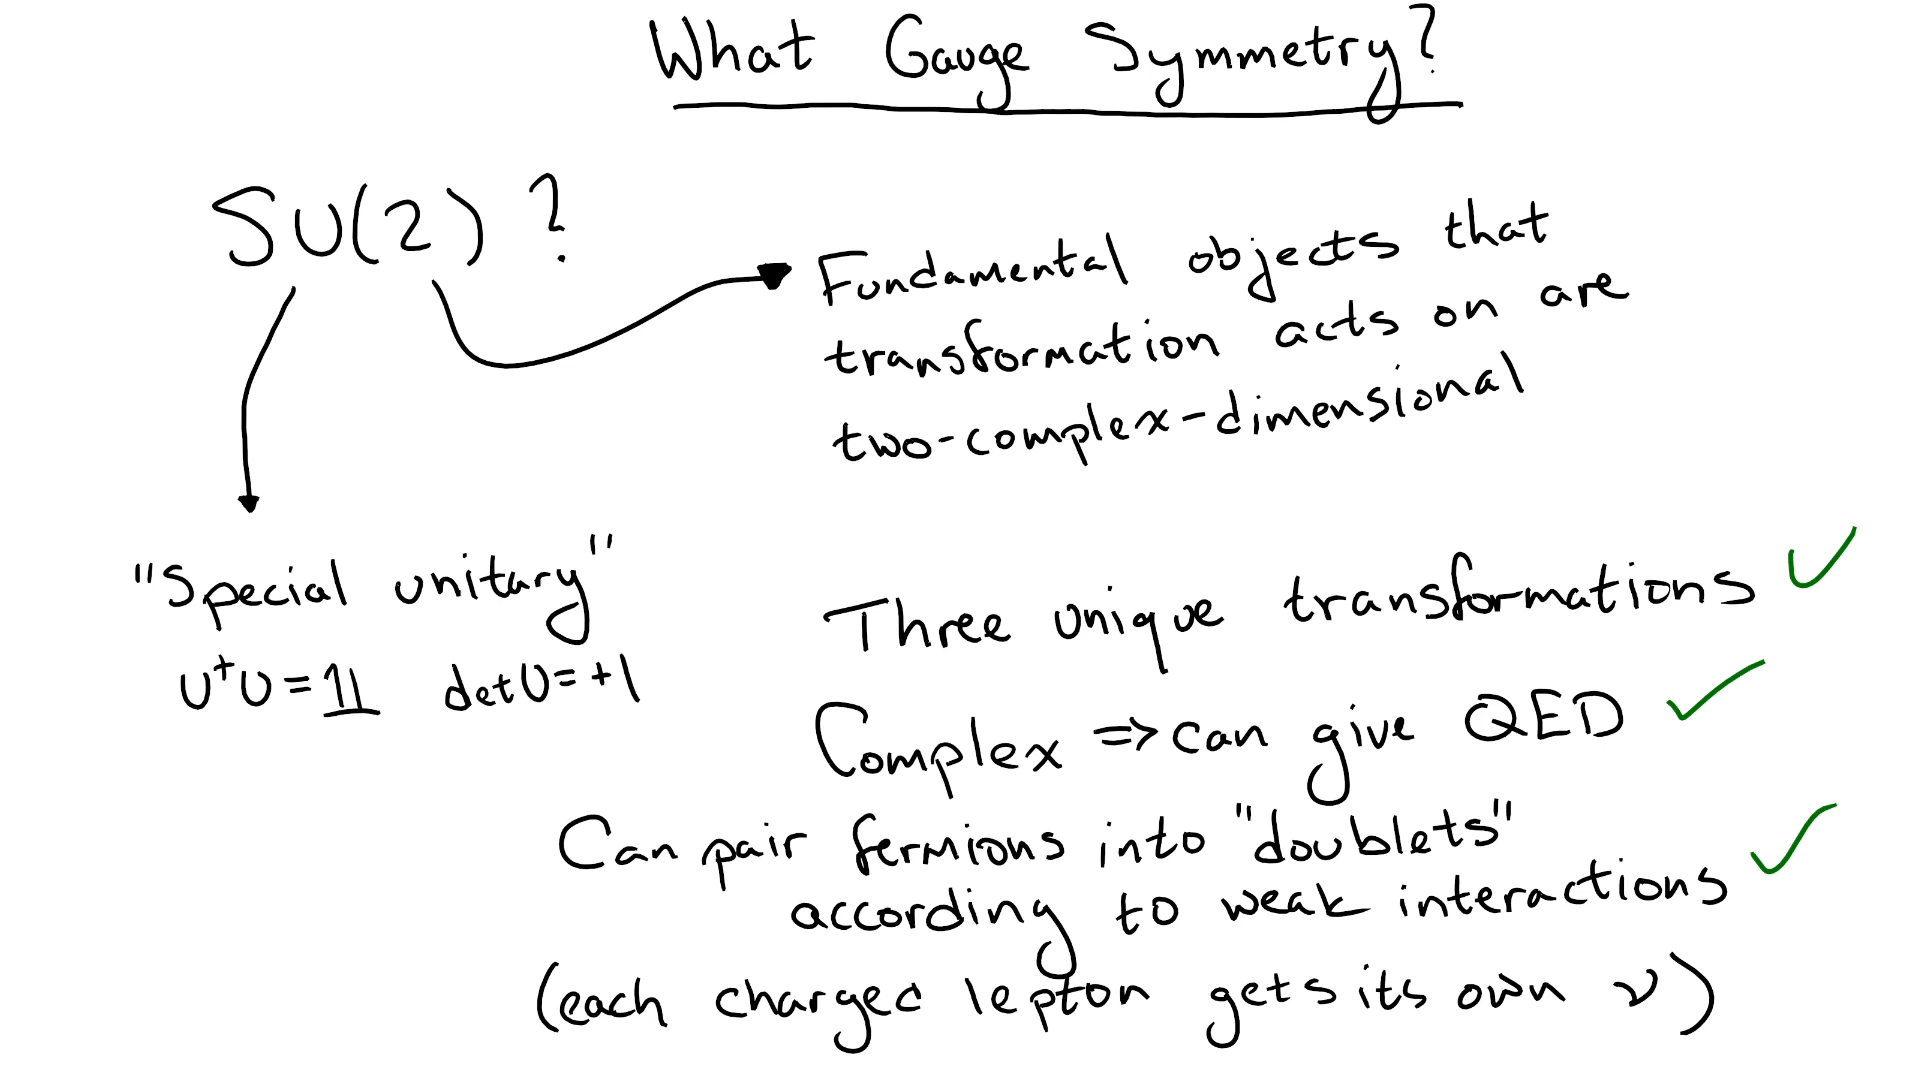 What Gauge Symmetry?
SU(2)?
Fundamental objects that
transformation acts on are
two-complex-dimensional
"Special unitary"
U†U=𝟙 detU=+1
Three unique transformations ✓
Complex ⇒ can give QED ✓
Can pair fermions into "doublets"
according to weak interactions ✓
(each charged lepton gets its own ν)